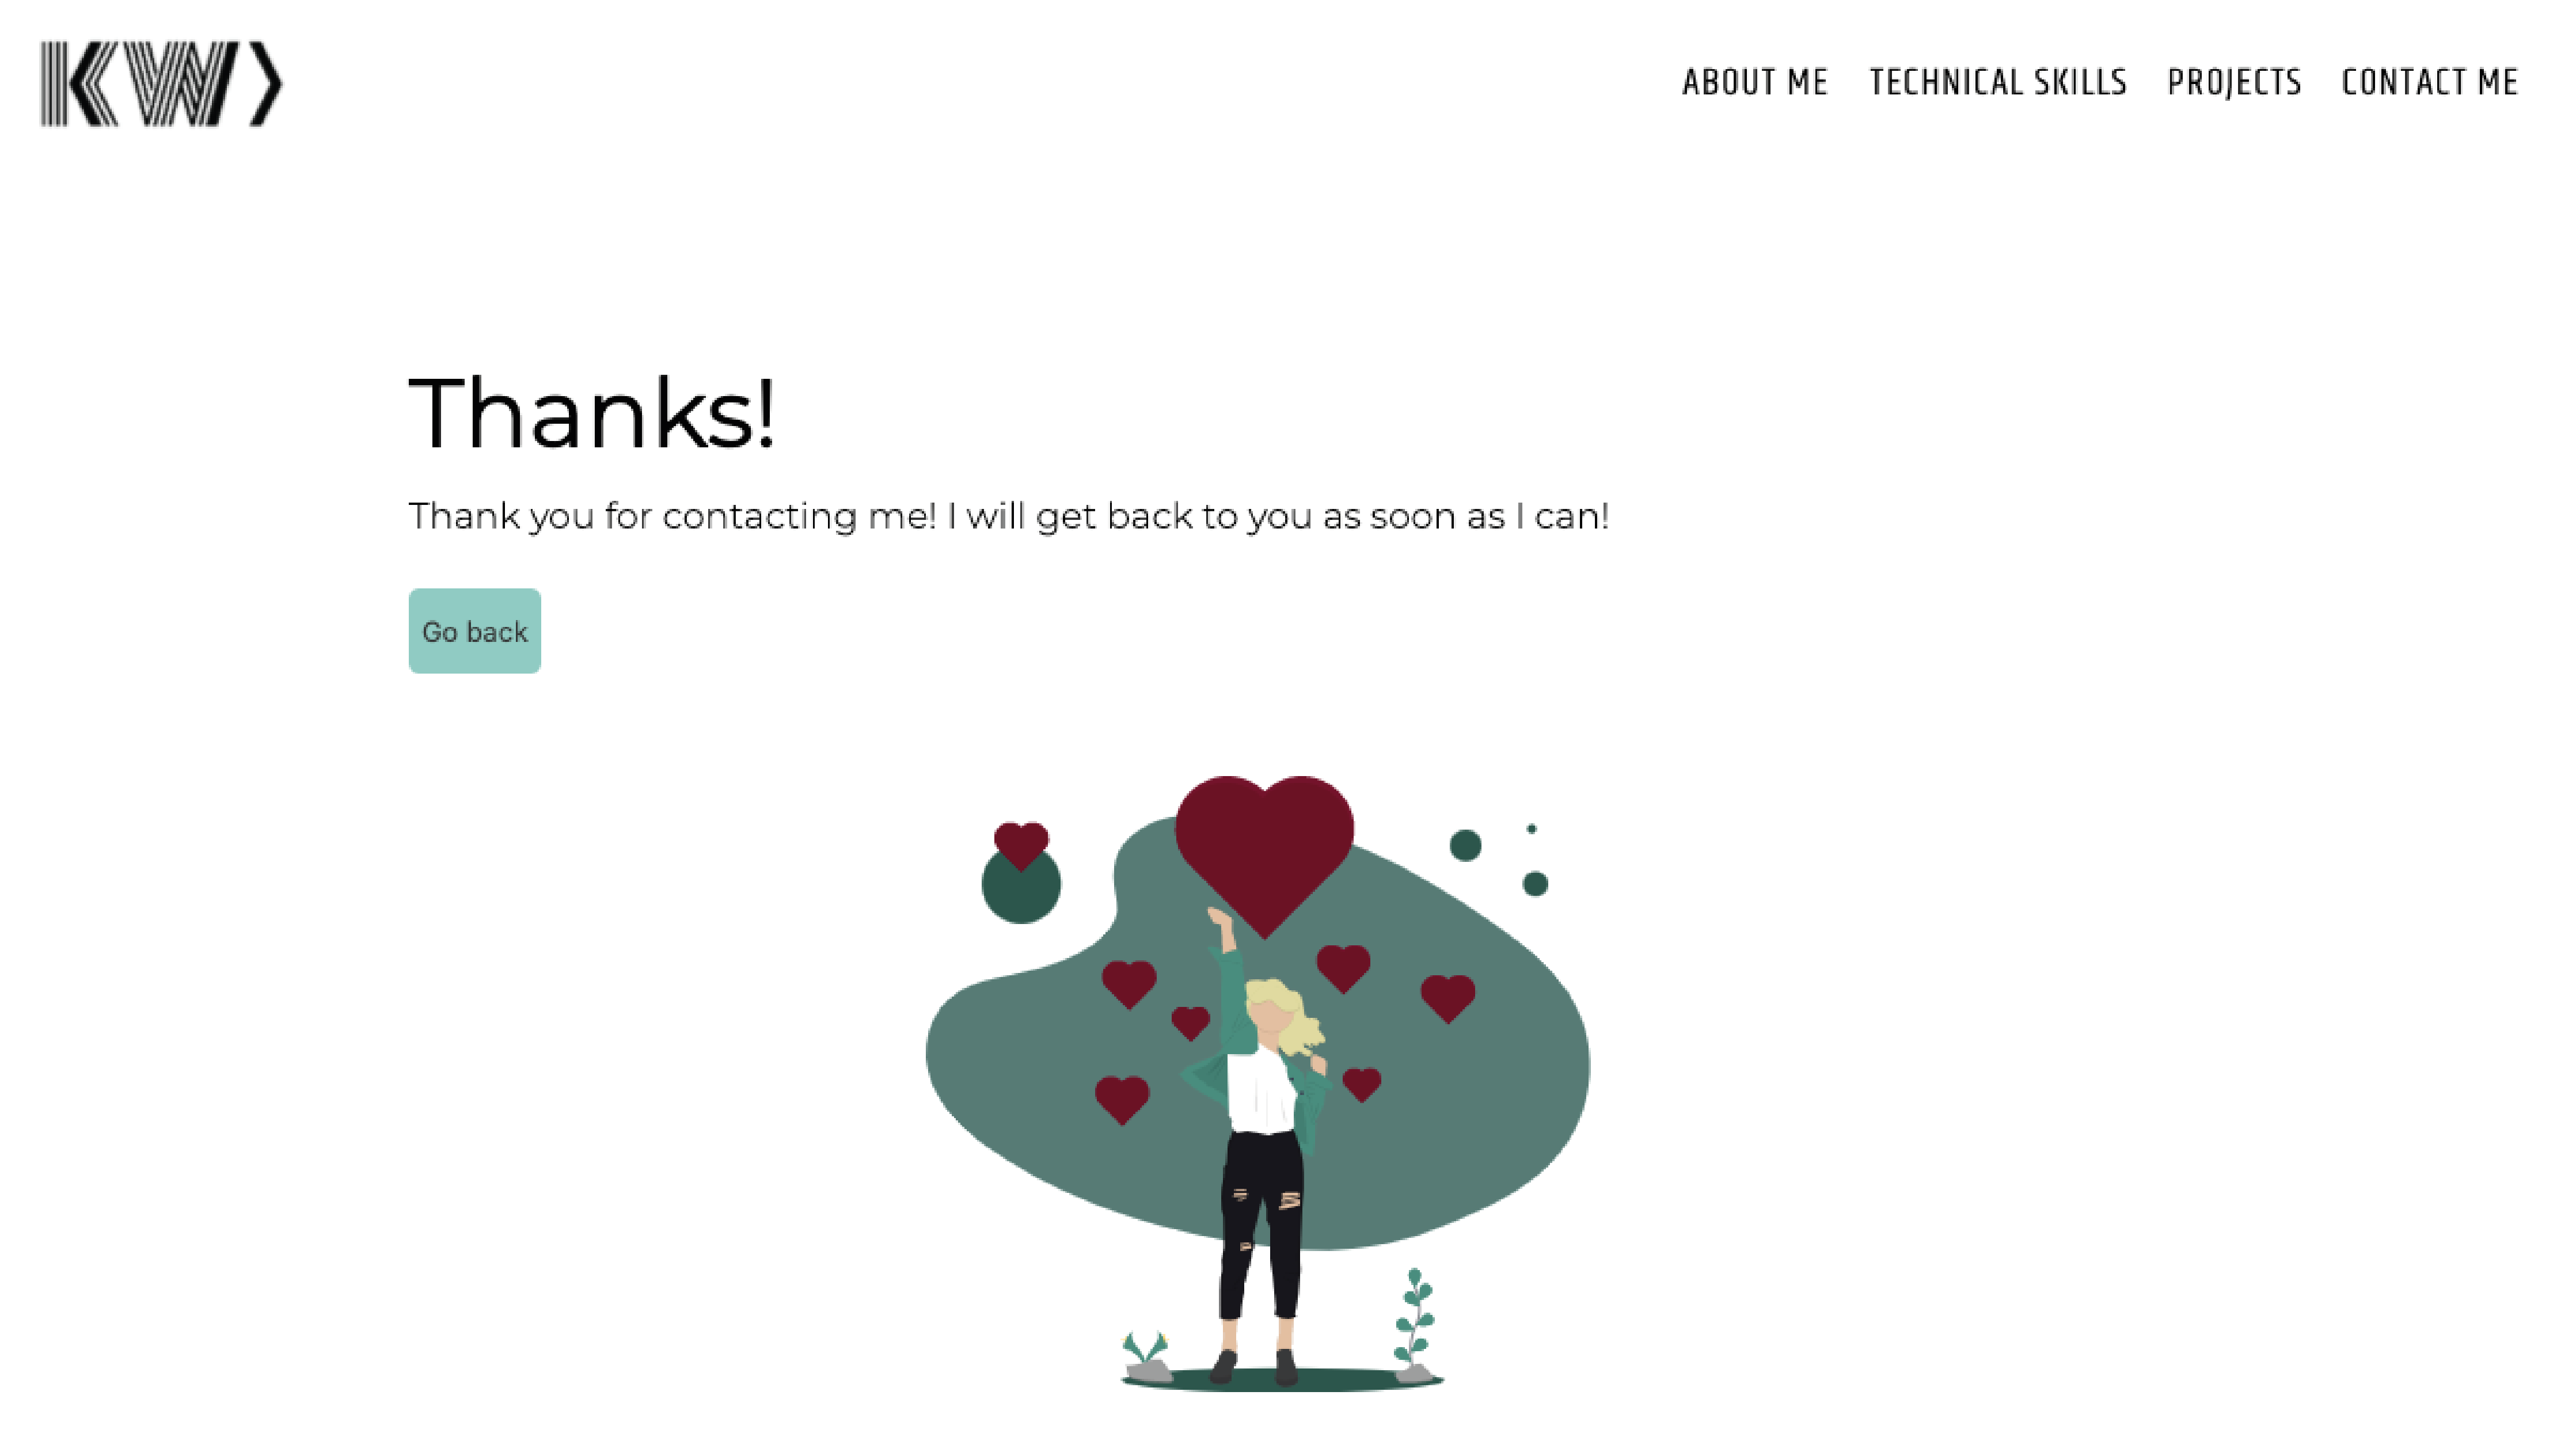 KW>
ABOUT ME TECHNICAL SKILLS PROJECTS CONTACT ME
Thanks!
Thank you for contacting me! I will get back to you as soon as I can!
Go back